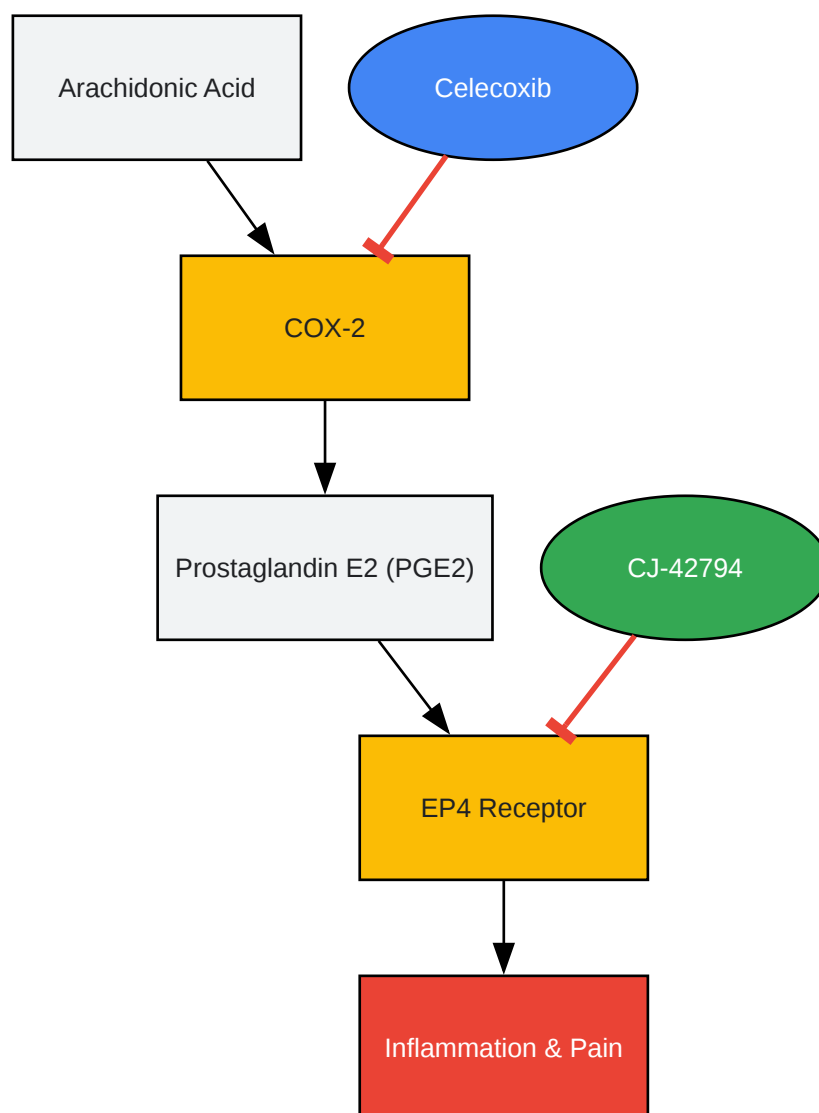 Arachidonic Acid
Celecoxib
COX-2
Prostaglandin E2 (PGE2)
CJ-42794
EP4 Receptor
Inflammation & Pain